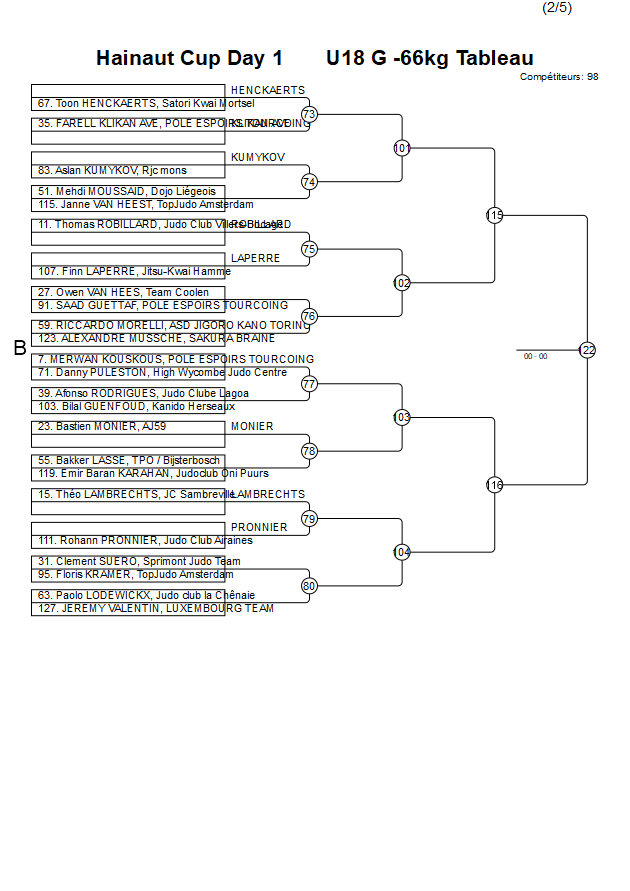 (2/5)
Hainaut Cup Day 1 U18 G -66kg Tableau
Compétiteurs: 98
HENCKAERTS
67. Toon HENCKAERTS, Satori Kwai Mortsel
73
35. FARELL KLIKAN AVE, POLE ESPOIRS TOURCOING
KLIKAN AVE
101
KUMYKOV
83. Aslan KUMYKOV, Rjc mons
74
51. Mehdi MOUSSAID, Dojo Liégeois
115. Janne VAN HEEST, TopJudo Amsterdam
115
11. Thomas ROBILLARD, Judo Club Villers-Bocage
ROBILLARD
75
LAPERRE
107. Finn LAPERRE, Jitsu-Kwai Hamme
102
27. Owen VAN HEES, Team Coolen
91. SAAD GUETTAF, POLE ESPOIRS TOURCOING
76
59. RICCARDO MORELLI, ASD JIGORO KANO TORINO
123. ALEXANDRE MUSSCHE, SAKURA BRAINE
B
122
00 - 00
7. MERWAN KOUSKOUS, POLE ESPOIRS TOURCOING
71. Danny PULESTON, High Wycombe Judo Centre
77
39. Afonso RODRIGUES, Judo Clube Lagoa
103. Bilal GUENFOUD, Kanido Herseaux
103
23. Bastien MONIER, AJ59
MONIER
78
55. Bakker LASSE, TPO / Bijsterbosch
119. Emir Baran KARAHAN, Judoclub Oni Puurs
116
15. Théo LAMBRECHTS, JC Sambreville
LAMBRECHTS
79
PRONNIER
111. Rohann PRONNIER, Judo Club Airaines
104
31. Clement SUERO, Sprimont Judo Team
95. Floris KRAMER, TopJudo Amsterdam
80
63. Paolo LODEWICKX, Judo club la Chênaie
127. JEREMY VALENTIN, LUXEMBOURG TEAM